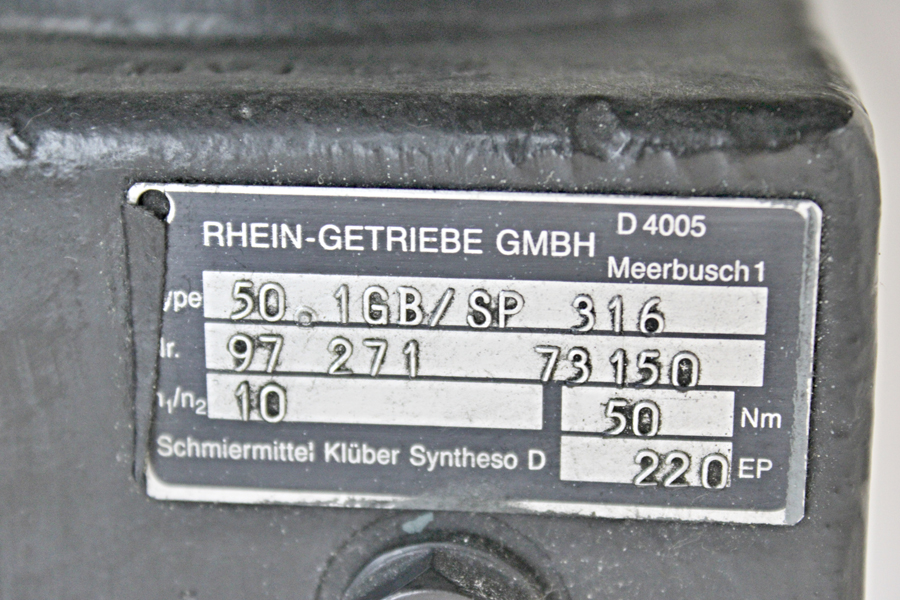 RHEIN-GETRIEBE GMBH D 4005
Meerbusch 1
ype 50.1GB/SP 316
Nr. 97 271 73150
n₁/n₂ 10 50 Nm
Schmiermittel Klüber Syntheso D 220 EP